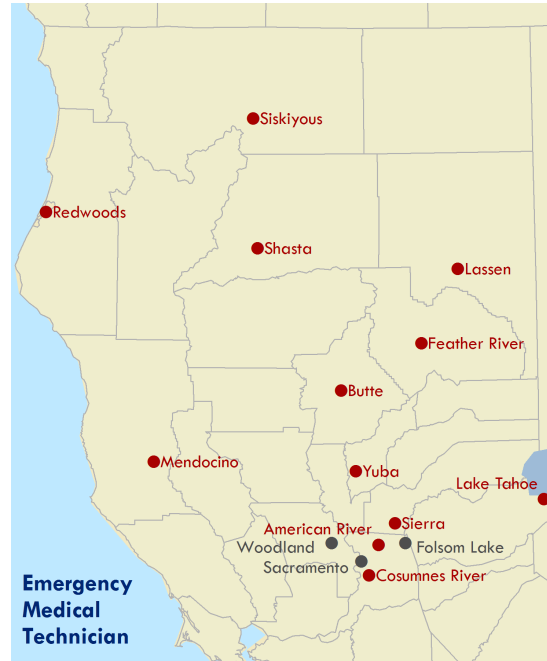 Siskiyous
Redwoods
Shasta
Lassen
Feather River
Butte
Mendocino
Yuba
Lake Tahoe
Sierra
American River
Woodland
Folsom Lake
Sacramento
Cosumnes River
Emergency
Medical
Technician